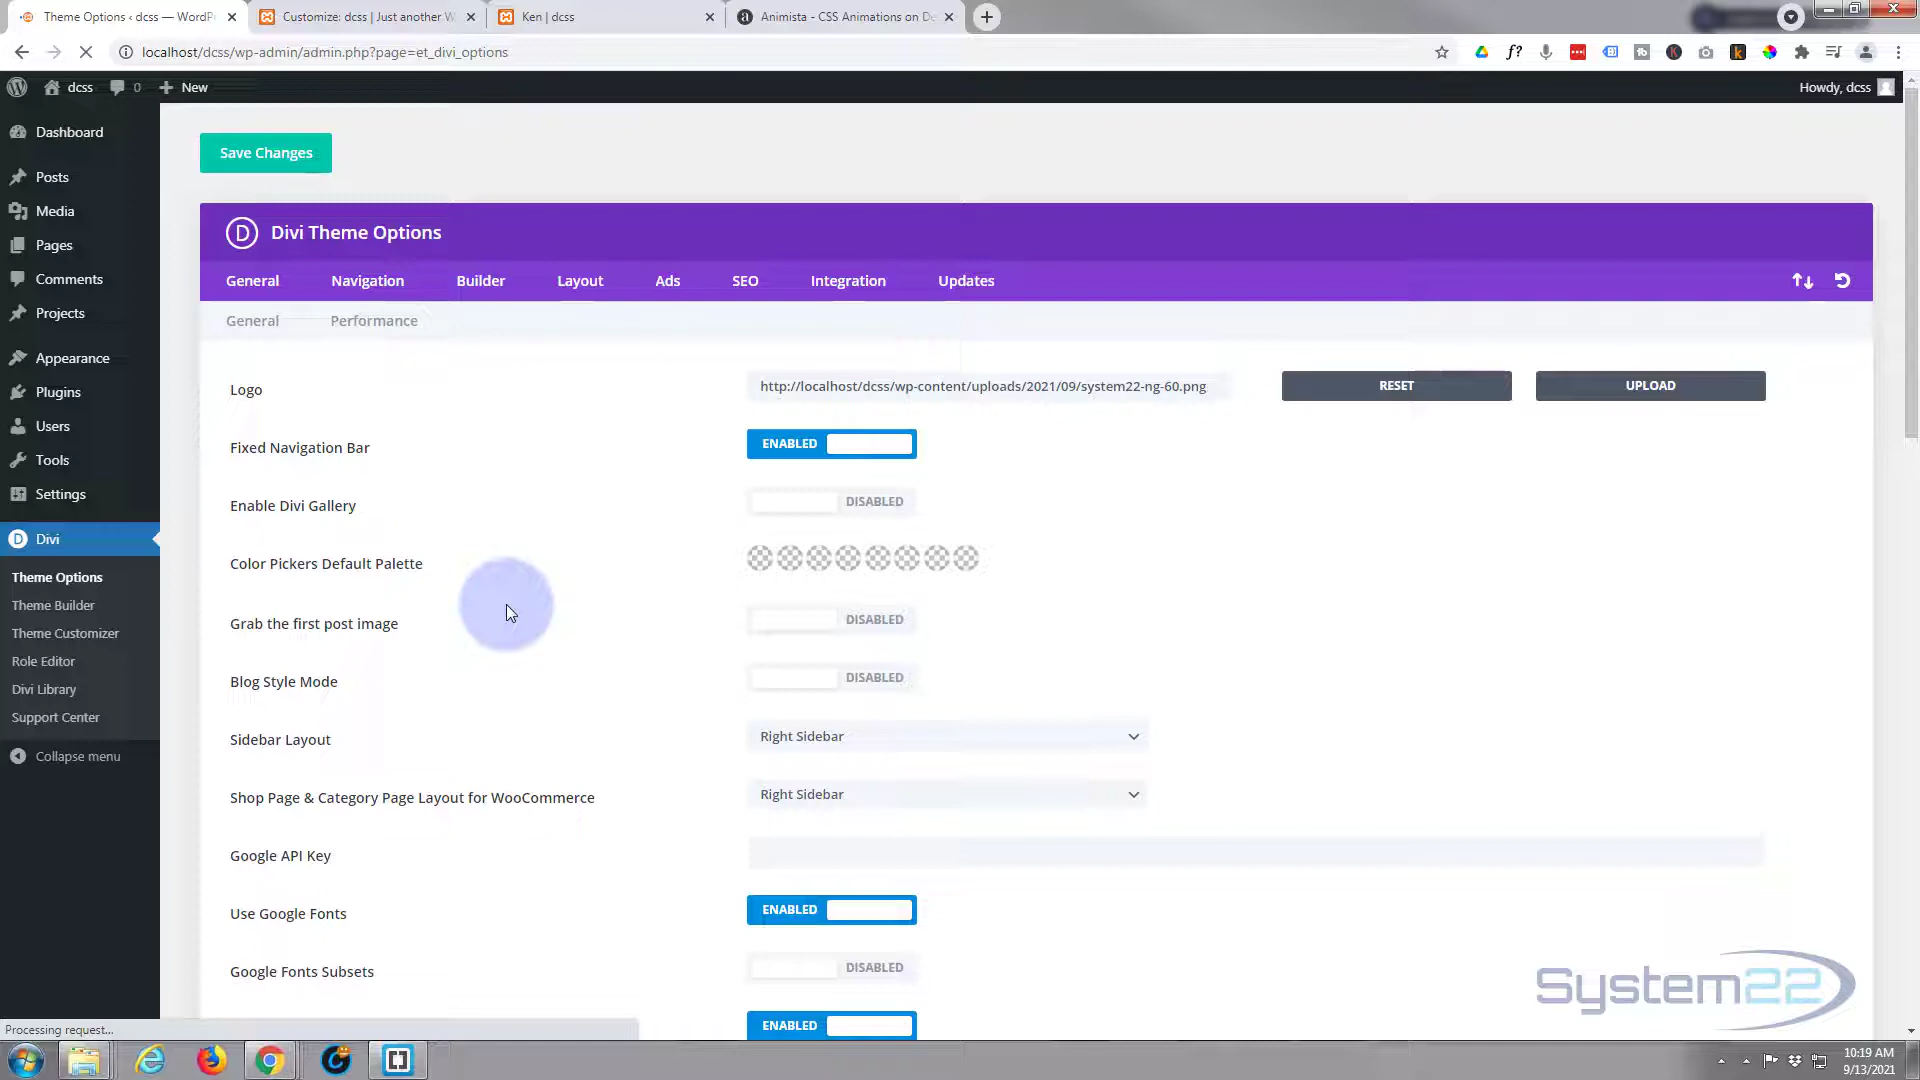 Theme Options ‹ dcss — WordPr
Customize: dcss | Just another W
Ken | dcss
Animista - CSS Animations on De
localhost/dcss/wp-admin/admin.php?page=et_divi_options
dcss
0
New
Howdy, dcss
Dashboard
Posts
Media
Pages
Comments
Projects
Appearance
Plugins
Users
Tools
Settings
Divi
Theme Options
Theme Builder
Theme Customizer
Role Editor
Divi Library
Support Center
Collapse menu
Save Changes
Divi Theme Options
General Navigation Builder Layout Ads SEO Integration Updates
General Performance
Logo
http://localhost/dcss/wp-content/uploads/2021/09/system22-ng-60.png
RESET
UPLOAD
Fixed Navigation Bar
ENABLED
Enable Divi Gallery
DISABLED
Color Pickers Default Palette
Grab the first post image
DISABLED
Blog Style Mode
DISABLED
Sidebar Layout
Right Sidebar
Shop Page & Category Page Layout for WooCommerce
Right Sidebar
Google API Key
Use Google Fonts
ENABLED
Google Fonts Subsets
DISABLED
ENABLED
System22
Processing request...
10:19 AM
9/13/2021